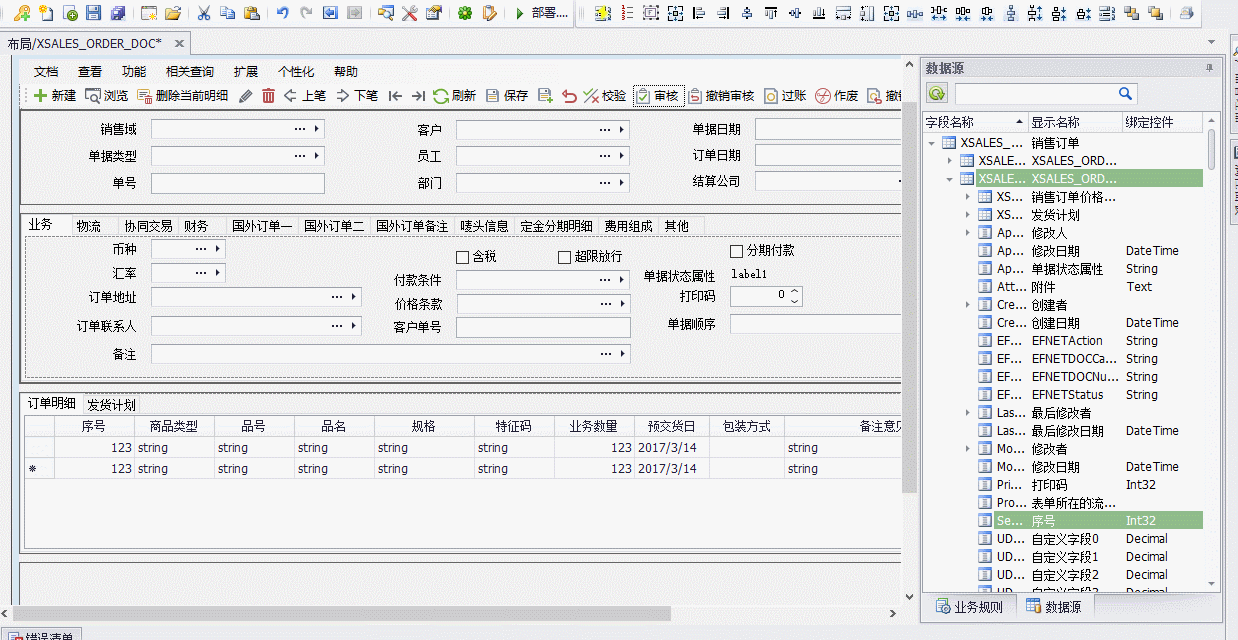 部署....
布局/XSALES_ORDER_DOC*
文档 查看 功能 相关查询 扩展 个性化 帮助
新建 浏览 删除当前明细 上笔 下笔 刷新 保存 校验 审核 撤销审核 过账 作废 撤销
销售域 客户 单据日期
单据类型 员工 订单日期
单号 部门 结算公司
业务 物流 协同交易 财务 国外订单一 国外订单二 国外订单备注 唛头信息 定金分期明细 费用组成 其他
币种 含税 超限放行 分期付款
汇率 付款条件 单据状态属性 label1
订单地址 价格条款 打印码 0
订单联系人 客户单号 单据顺序
备注
订单明细 发货计划
序号 商品类型 品号 品名 规格 特征码 业务数量 预交货日 包装方式 备注意见
123 string string string string string 123 2017/3/14 string
* 123 string string string string string 123 2017/3/14 string
错误清单
数据源
字段名称 显示名称 绑定控件
XSALES_... 销售订单
XSALE... XSALES_ORD...
XSALE... XSALES_ORD...
XS... 销售订单价格...
XS... 发货计划
Ap... 修改人
Ap... 修改日期 DateTime
Ap... 单据状态属性 String
Att... 附件 Text
Cre... 创建者
Cre... 创建日期 DateTime
EF... EFNETAction String
EF... EFNETDOCCa... String
EF... EFNETDOCNu... String
EF... EFNETStatus String
Las... 最后修改者
Las... 最后修改日期 DateTime
Mo... 修改者
Mo... 修改日期 DateTime
Pri... 打印码 Int32
Pro... 表单所在的流...
Se... 序号 Int32
UD... 自定义字段0 Decimal
UD... 自定义字段1 Decimal
UD... 自定义字段2 Decimal
业务规则 数据源